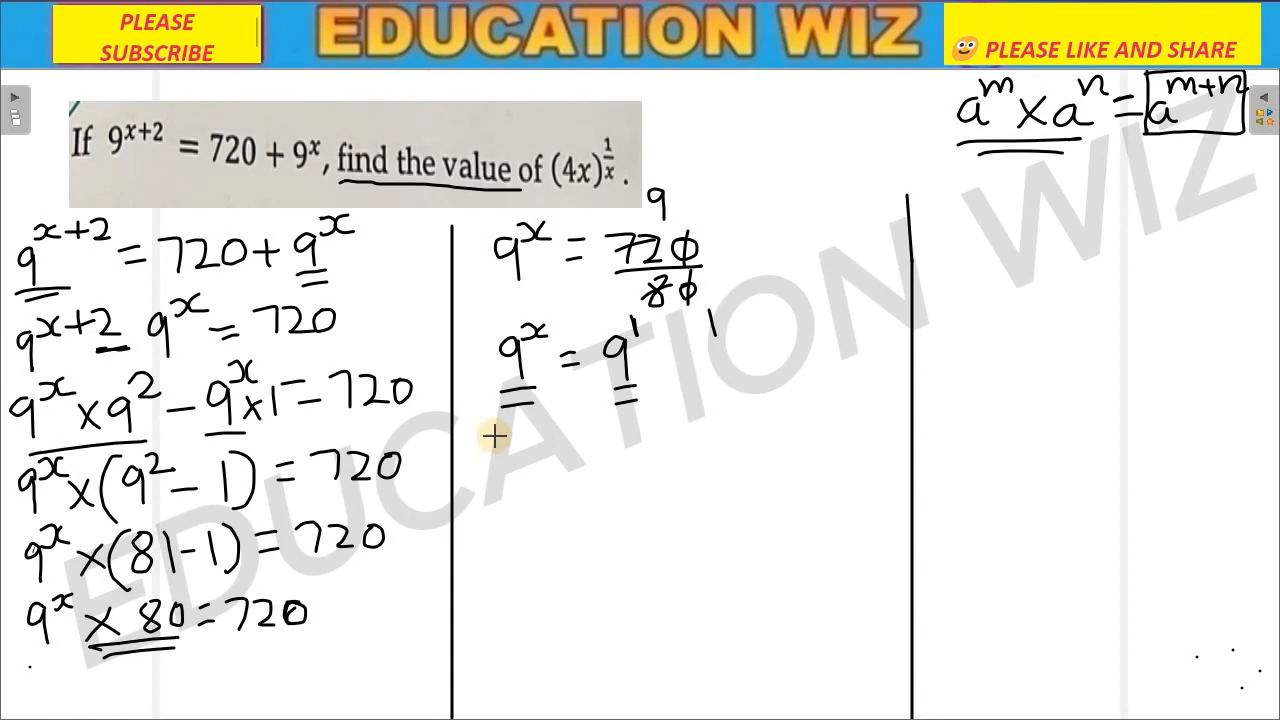 PLEASE
SUBSCRIBE
EDUCATION WIZ
PLEASE LIKE AND SHARE
a^m × a^n = a^(m+n)
If 9^(x+2) = 720 + 9^x, find the value of (4x)^(1/x).
9^(x+2) = 720 + 9^x
9^(x+2) 9^x = 720
9^x × 9^2 – 9^x × 1 = 720
9^x × (9^2 – 1) = 720
9^x × (81 – 1) = 720
9^x × 80 = 720
9
9^x = 720/80
1
9^x = 9^1
EDUCATION WIZ